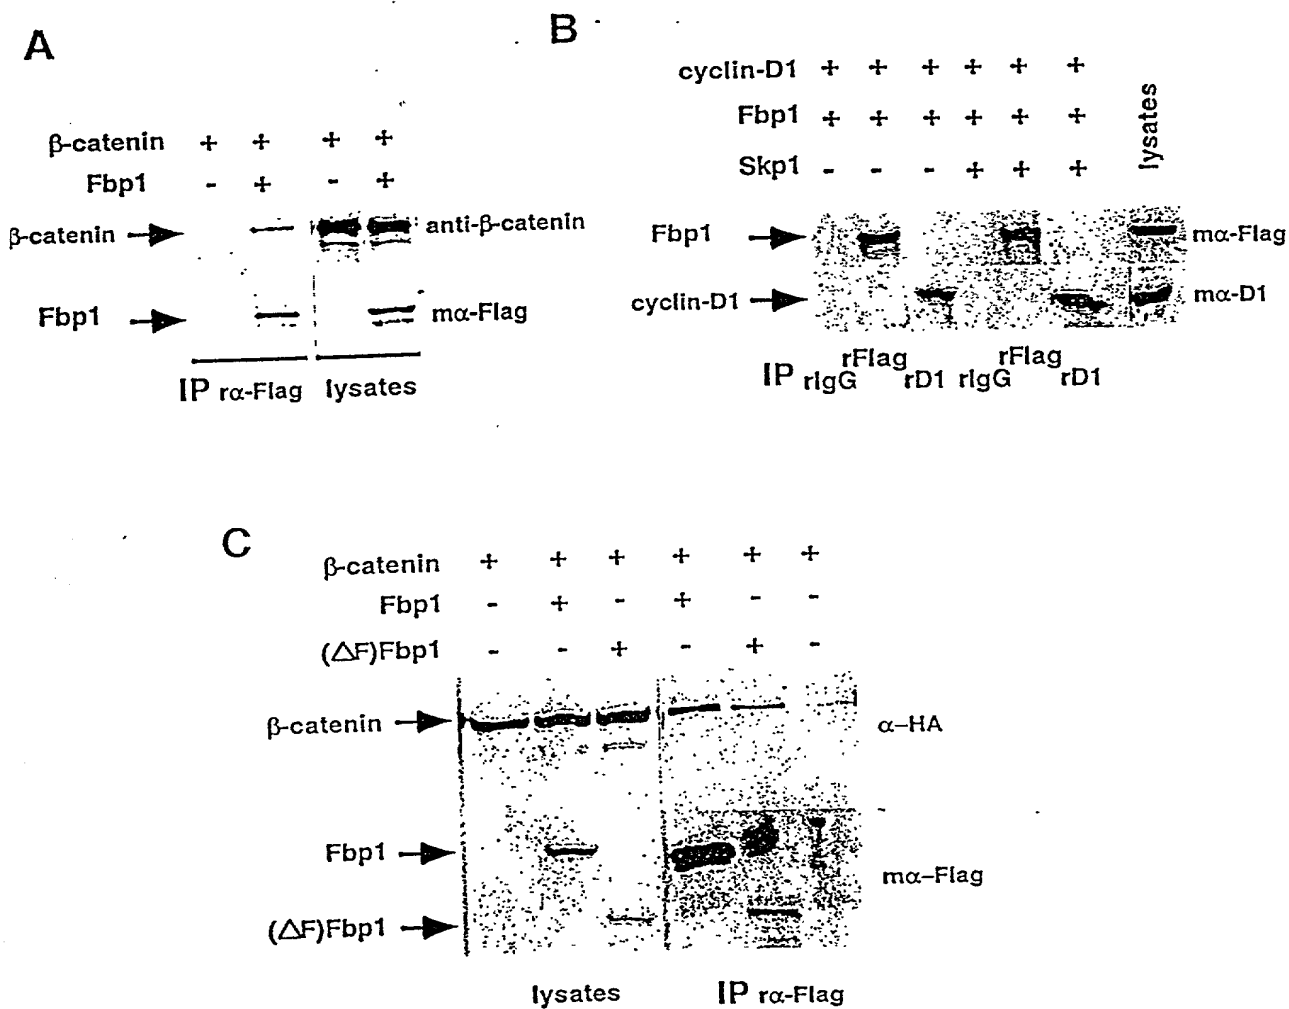 A
β-catenin + + + +
Fbp1 - + - +
β-catenin anti-β-catenin
Fbp1 mα-Flag
IP rα-Flag lysates
B
cyclin-D1 + + + + + +
Fbp1 + + + + + +
Skp1 - - - + + +
lysates
Fbp1 mα-Flag
cyclin-D1 mα-D1
IP rIgG rFlag rD1 rIgG rFlag rD1
C
β-catenin + + + + + +
Fbp1 - + - + - -
(△F)Fbp1 - - + - + -
β-catenin α-HA
Fbp1
mα-Flag
(△F)Fbp1
lysates IP rα-Flag